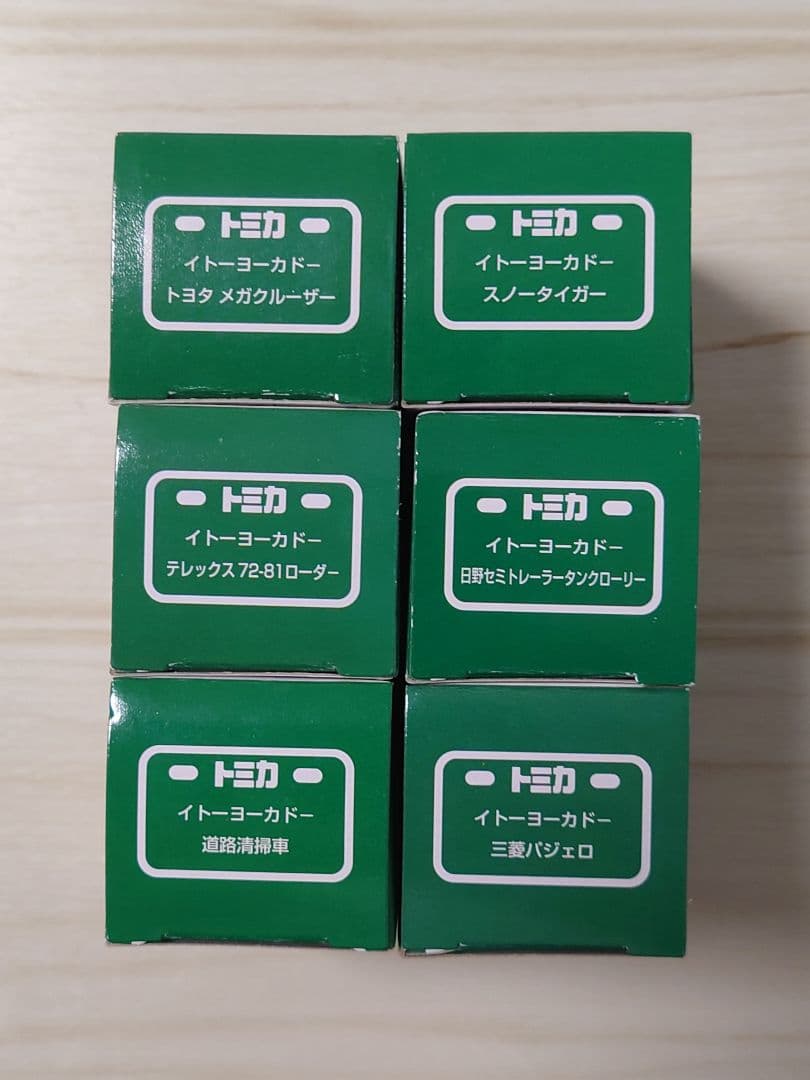 トミカ
イトーヨーカドー
トヨタ メガクルーザー
トミカ
イトーヨーカドー
スノータイガー
トミカ
イトーヨーカドー
テレックス72-81ローダー
トミカ
イトーヨーカドー
日野セミトレーラータンクローリー
トミカ
イトーヨーカドー
道路清掃車
トミカ
イトーヨーカドー
三菱パジェロ